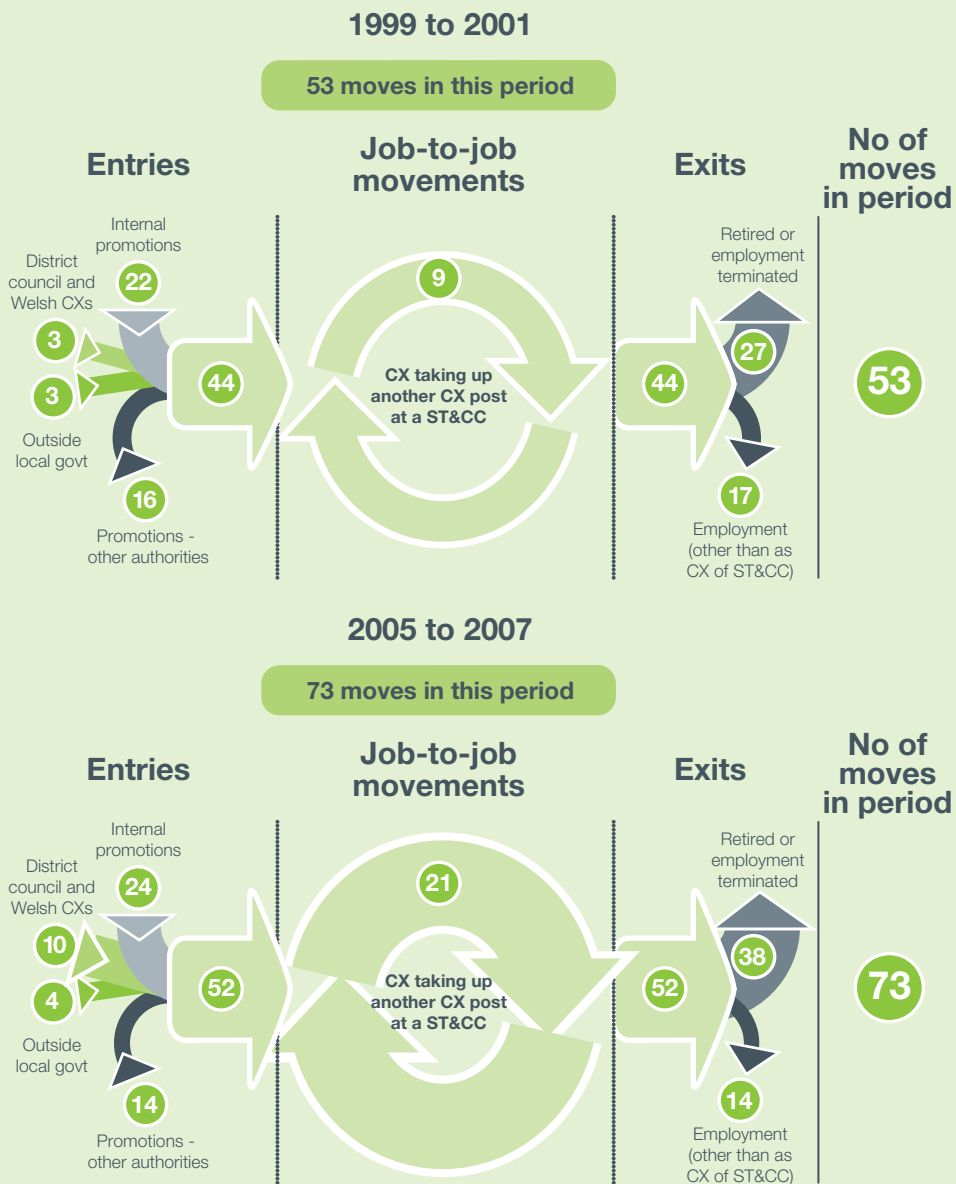 1999 to 2001
53 moves in this period
Entries
Job-to-job
movements
Exits
No of
moves
in period
Internal
promotions
22
District
council and
Welsh CXs
3
3
Outside
local govt
16
Promotions -
other authorities
44
9
CX taking up
another CX post
at a ST&CC
44
Retired or
employment
terminated
27
17
Employment
(other than as
CX of ST&CC)
53
2005 to 2007
73 moves in this period
Entries
Job-to-job
movements
Exits
No of
moves
in period
Internal
promotions
24
District
council and
Welsh CXs
10
4
Outside
local govt
14
Promotions -
other authorities
52
21
CX taking up
another CX post
at a ST&CC
52
Retired or
employment
terminated
38
14
Employment
(other than as
CX of ST&CC)
73